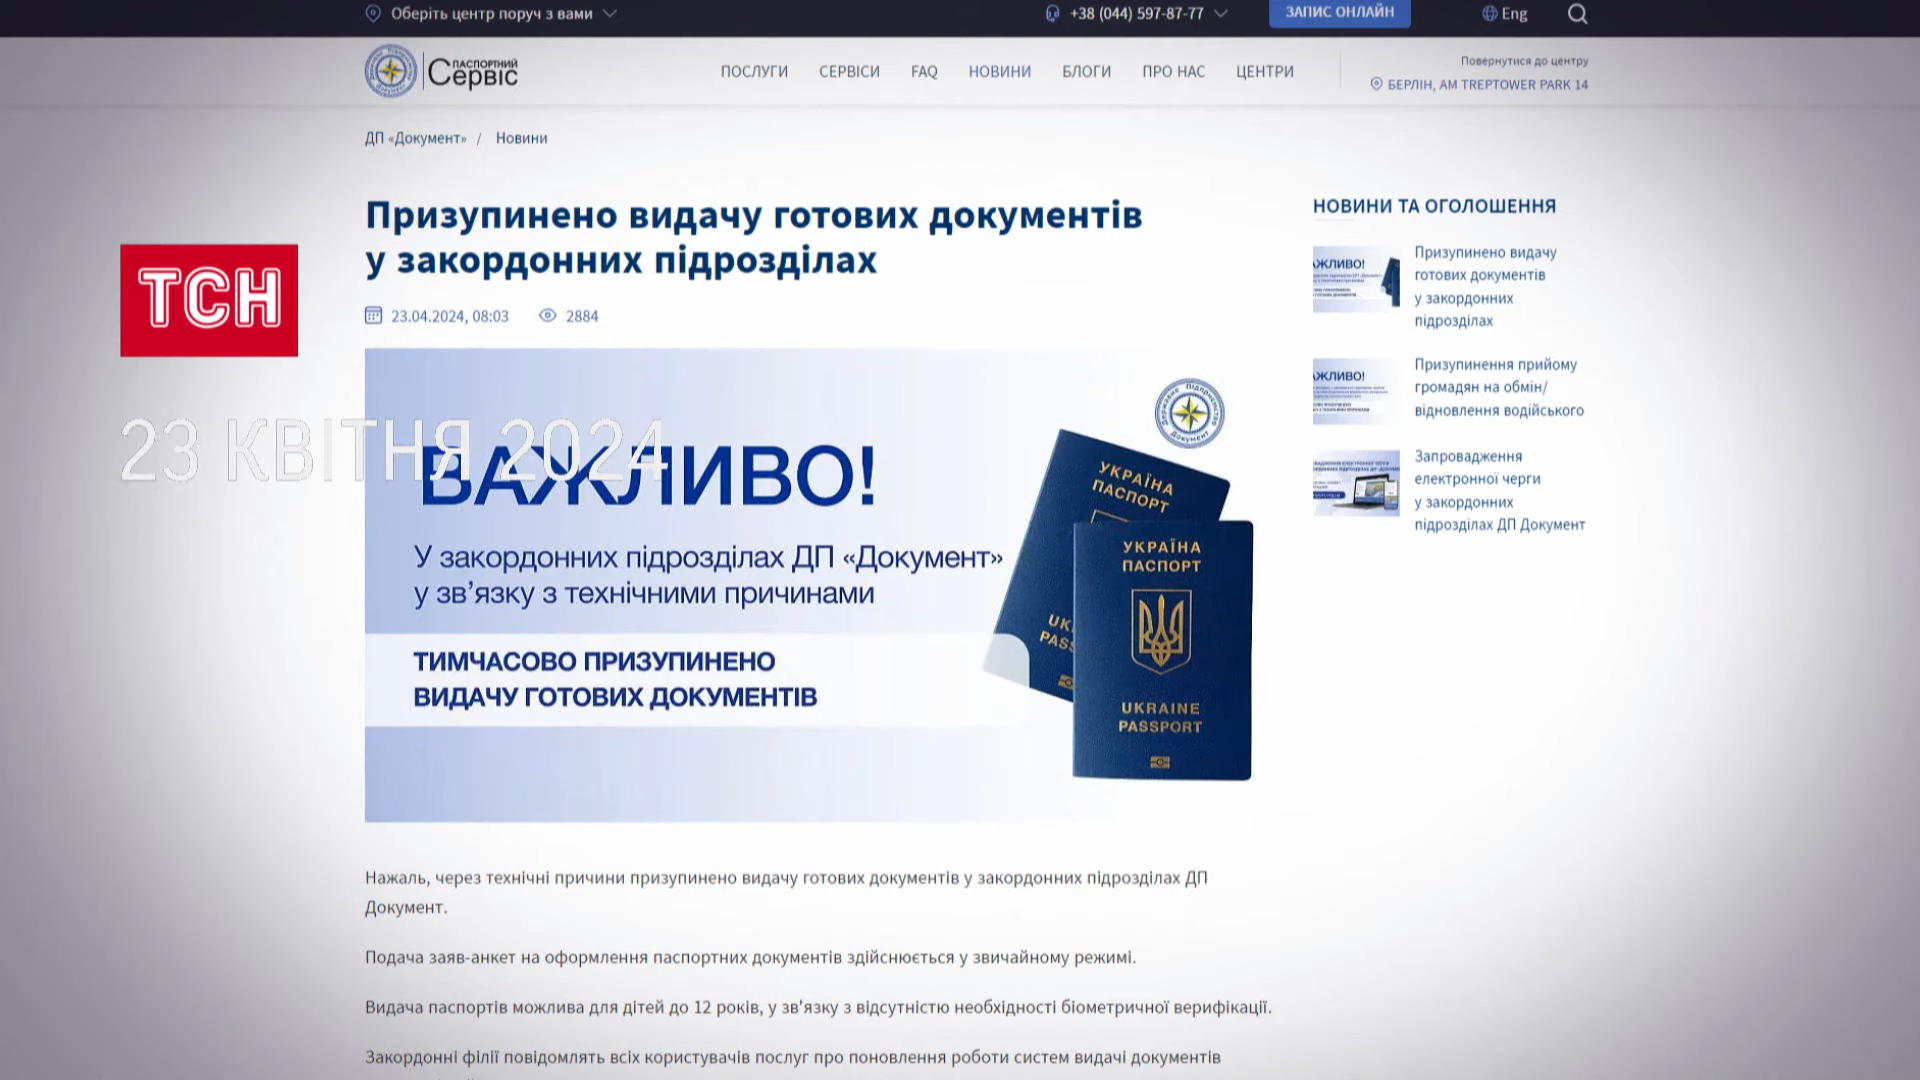 Оберіть центр поруч з вами
+38 (044) 597-87-77
ЗАПИС ОНЛАЙН
Eng
ПАСПОРТНИЙ
Сервіс
ПОСЛУГИ
СЕРВІСИ
FAQ
НОВИНИ
БЛОГИ
ПРО НАС
ЦЕНТРИ
Повернутися до центру
БЕРЛІН, AM TREPTOWER PARK 14
ДП «Документ» / Новини
Призупинено видачу готових документів
у закордонних підрозділах
23.04.2024, 08:03
2884
ТСН
23 КВІТНЯ 2024
ВАЖЛИВО!
У закордонних підрозділах ДП «Документ»
у зв’язку з технічними причинами
ТИМЧАСОВО ПРИЗУПИНЕНО
ВИДАЧУ ГОТОВИХ ДОКУМЕНТІВ
Державне Підприємство
Документ
УКРАЇНА
ПАСПОРТ
УКРАЇНА
ПАСПОРТ
UKRAINE
PASSPORT
Нажаль, через технічні причини призупинено видачу готових документів у закордонних підрозділах ДП
Документ.
Подача заяв-анкет на оформлення паспортних документів здійснюється у звичайному режимі.
Видача паспортів можлива для дітей до 12 років, у зв’язку з відсутністю необхідності біометричної верифікації.
Закордонні філії повідомлять всіх користувачів послуг про поновлення роботи систем видачі документів
НОВИНИ ТА ОГОЛОШЕННЯ
Призупинено видачу
готових документів
у закордонних
підрозділах
Призупинення прийому
громадян на обмін/
відновлення водійського
Запровадження
електронної черги
у закордонних
підрозділах ДП Документ